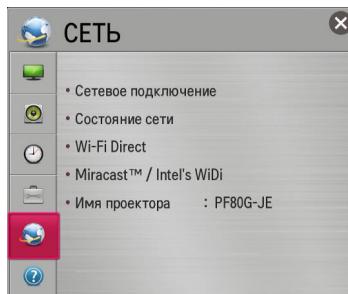 СЕТЬ
• Сетевое подключение
• Состояние сети
• Wi-Fi Direct
• Miracast™ / Intel's WiDi
• Имя проектора : PF80G-JE